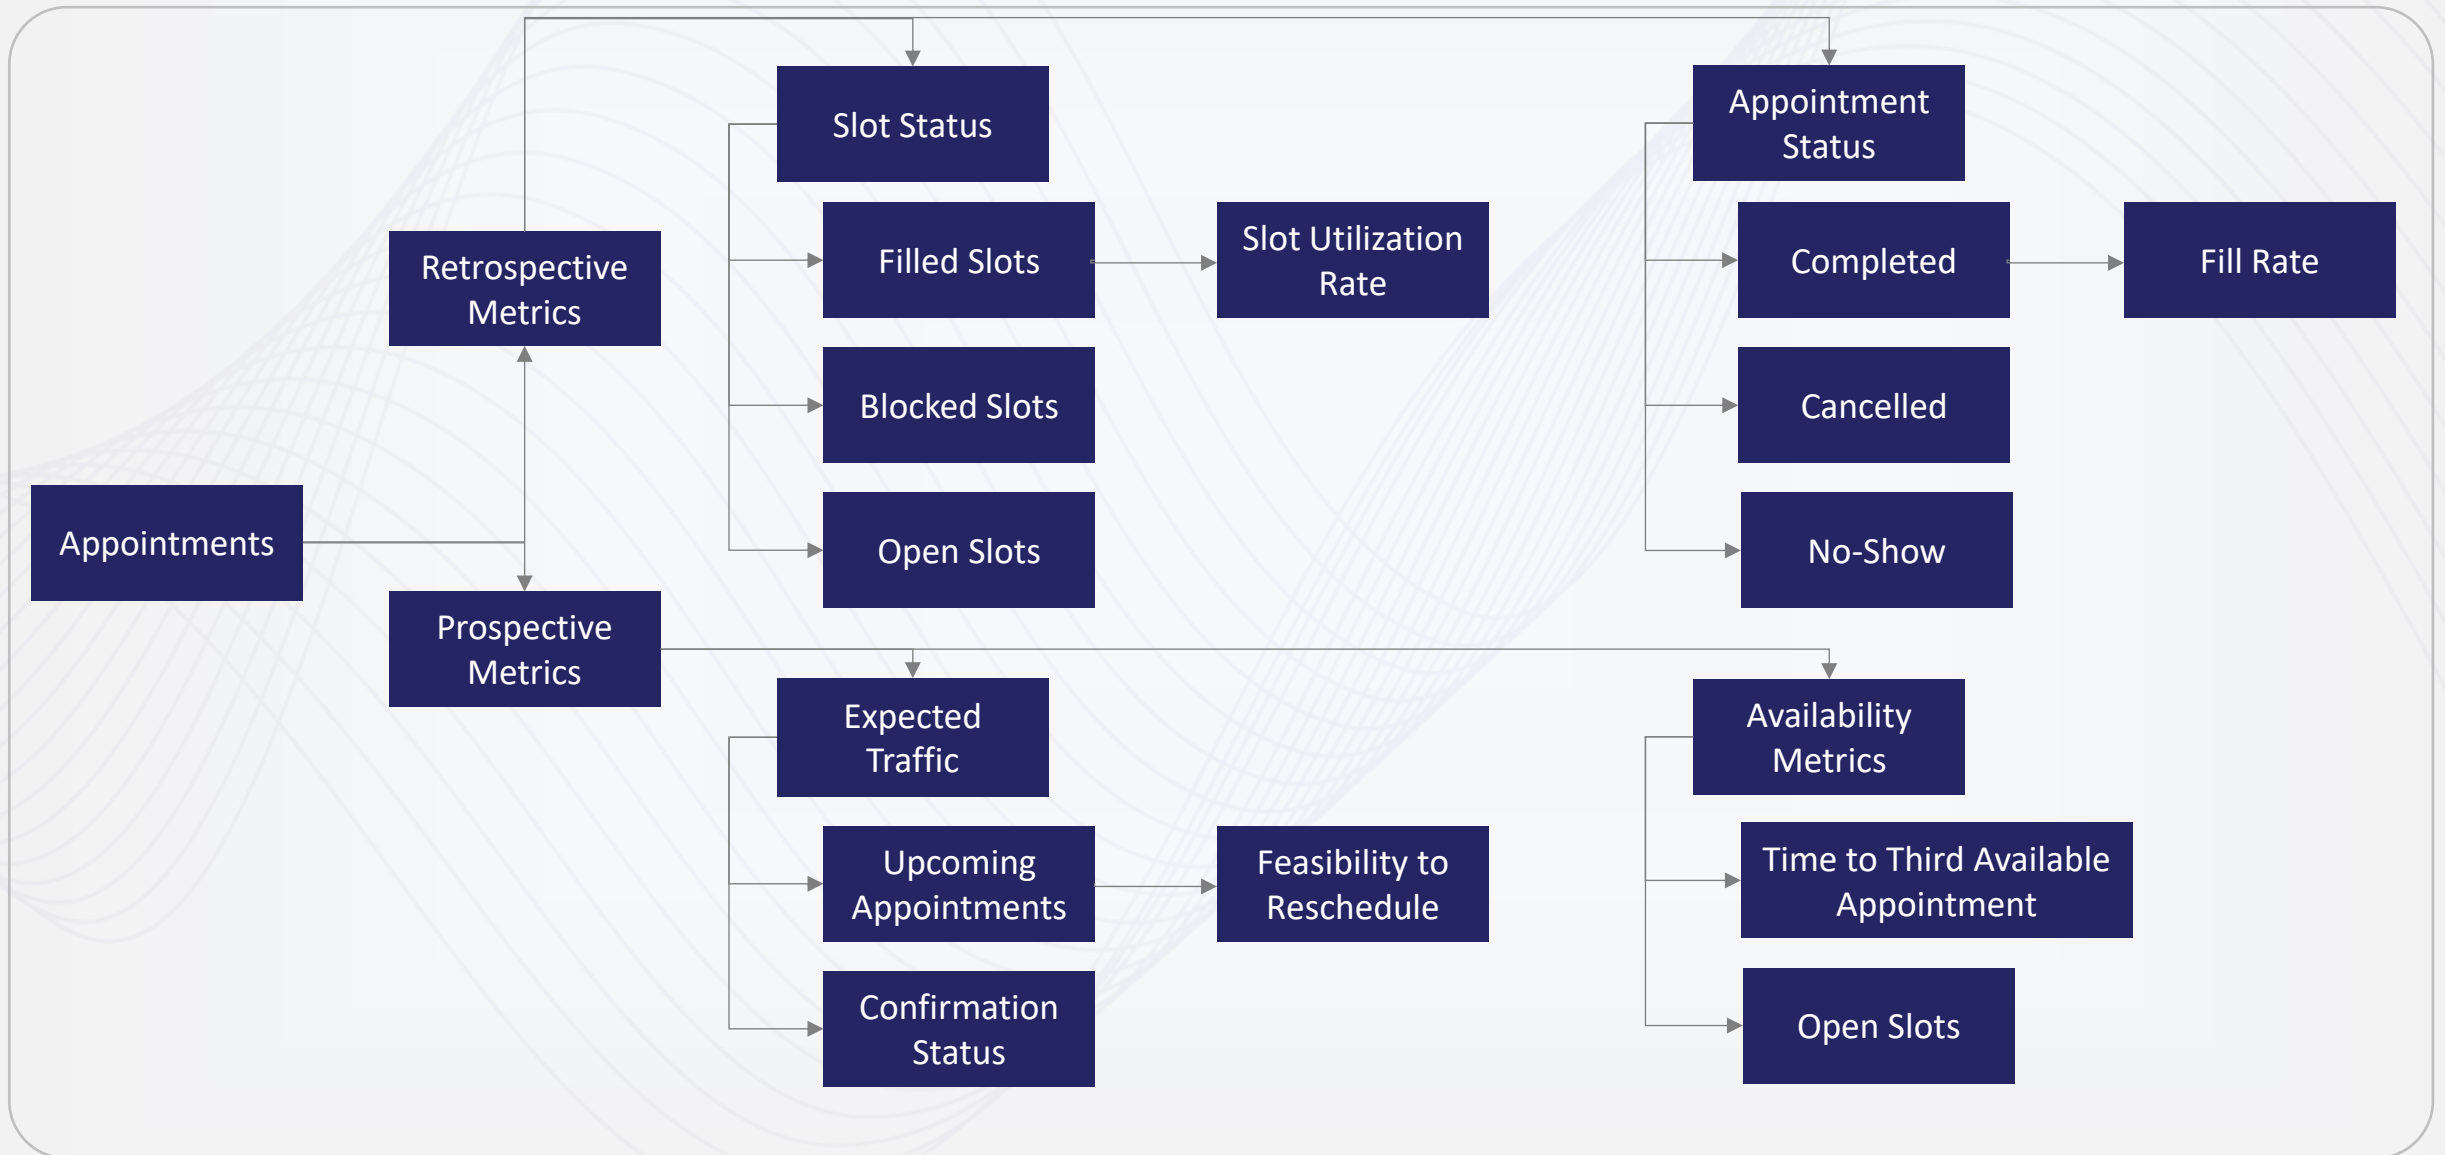 Appointments
Retrospective
Metrics
Slot Status
Filled Slots
Slot Utilization
Rate
Blocked Slots
Open Slots
Appointment
Status
Completed
Fill Rate
Cancelled
No-Show
Prospective
Metrics
Expected
Traffic
Upcoming
Appointments
Feasibility to
Reschedule
Confirmation
Status
Availability
Metrics
Time to Third Available
Appointment
Open Slots